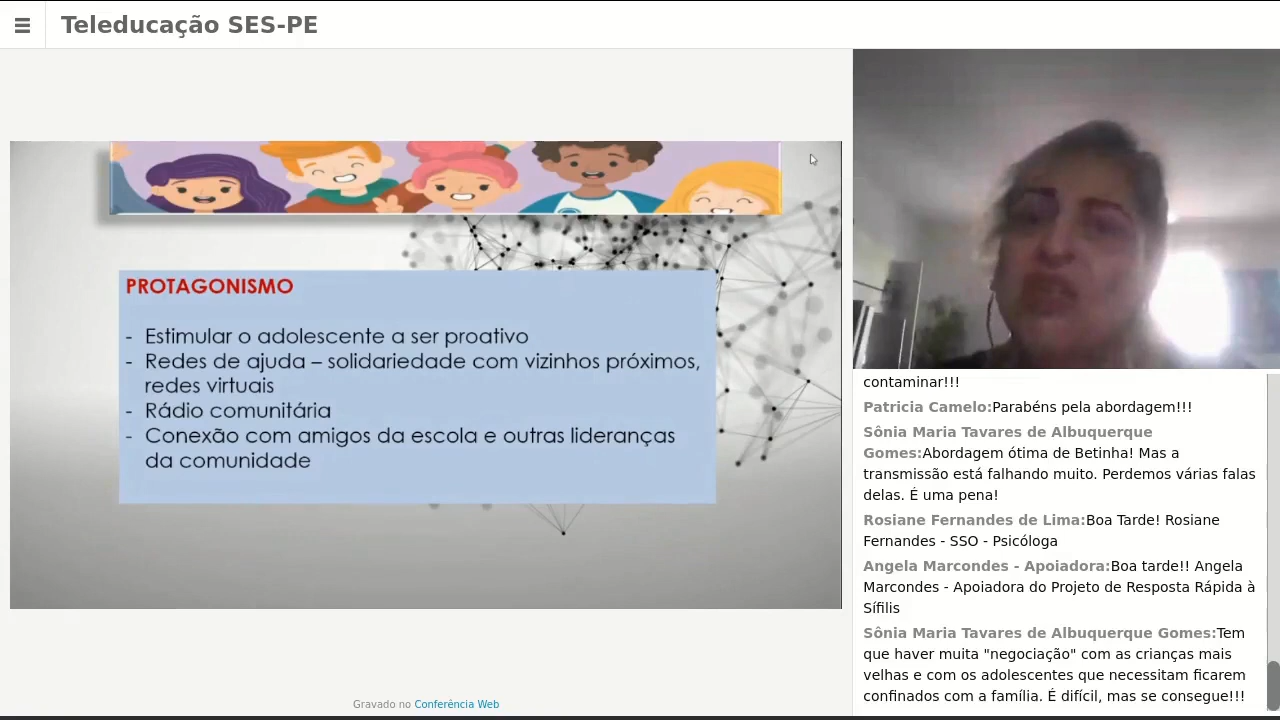 Teleducação SES-PE
PROTAGONISMO
- Estimular o adolescente a ser proativo
- Redes de ajuda – solidariedade com vizinhos próximos,
redes virtuais
- Rádio comunitária
- Conexão com amigos da escola e outras lideranças
da comunidade
Gravado no Conferência Web
contaminar!!!
Patricia Camelo:Parabéns pela abordagem!!!
Sônia Maria Tavares de Albuquerque
Gomes:Abordagem ótima de Betinha! Mas a
transmissão está falhando muito. Perdemos várias falas
delas. É uma pena!
Rosiane Fernandes de Lima:Boa Tarde! Rosiane
Fernandes - SSO - Psicóloga
Angela Marcondes - Apoiadora:Boa tarde!! Angela
Marcondes - Apoiadora do Projeto de Resposta Rápida à
Sífilis
Sônia Maria Tavares de Albuquerque Gomes:Tem
que haver muita "negociação" com as crianças mais
velhas e com os adolescentes que necessitam ficarem
confinados com a família. É difícil, mas se consegue!!!